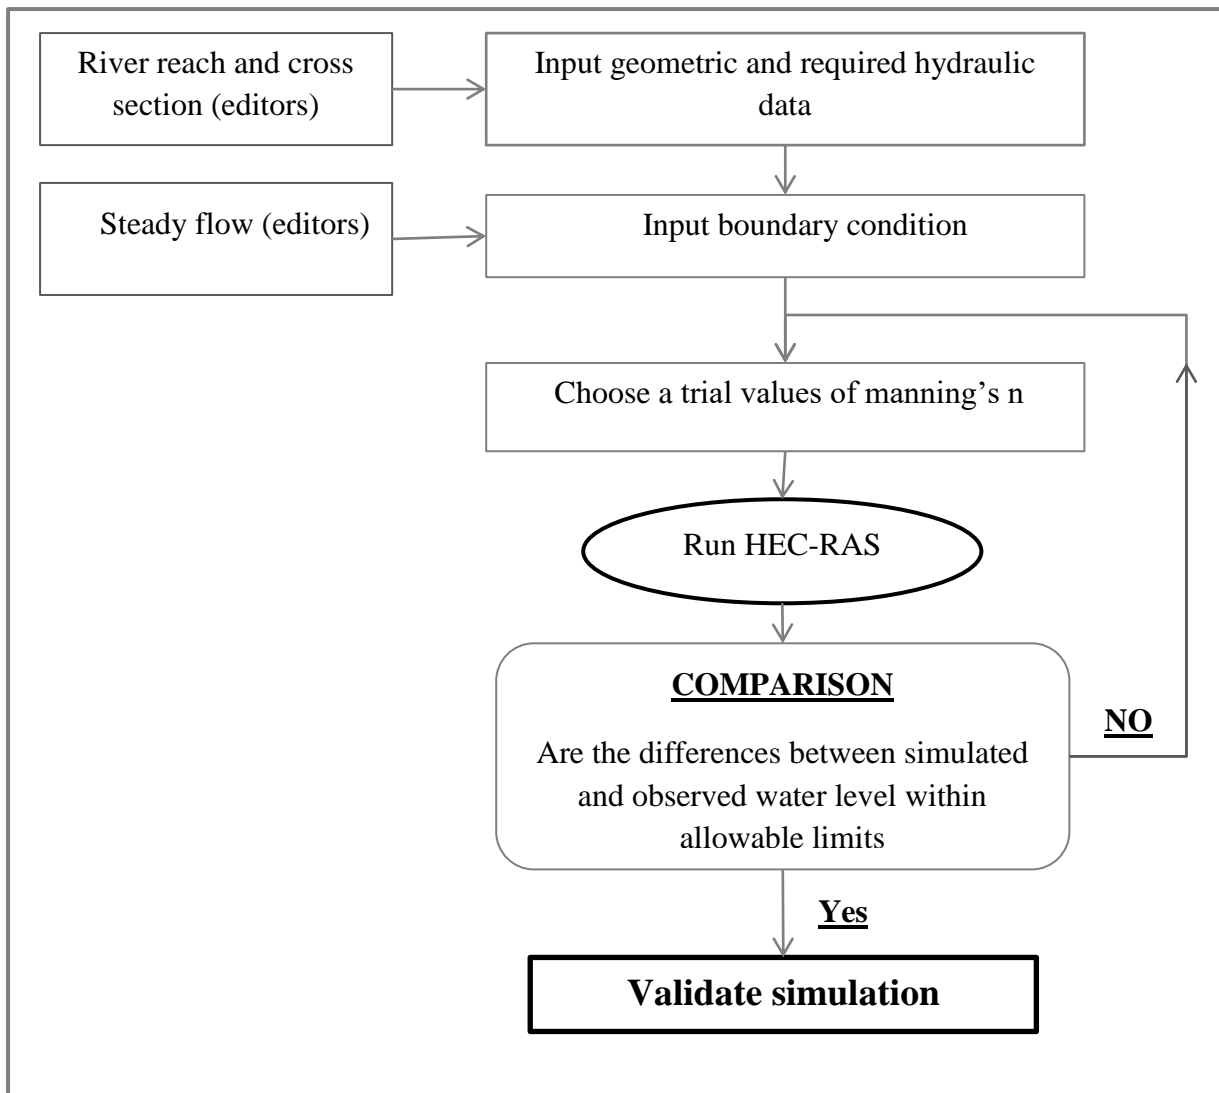 River reach and cross
section (editors)
Input geometric and required hydraulic
data
Steady flow (editors)
Input boundary condition
Choose a trial values of manning’s n
Run HEC-RAS
COMPARISON
Are the differences between simulated
and observed water level within
allowable limits
NO
Yes
Validate simulation